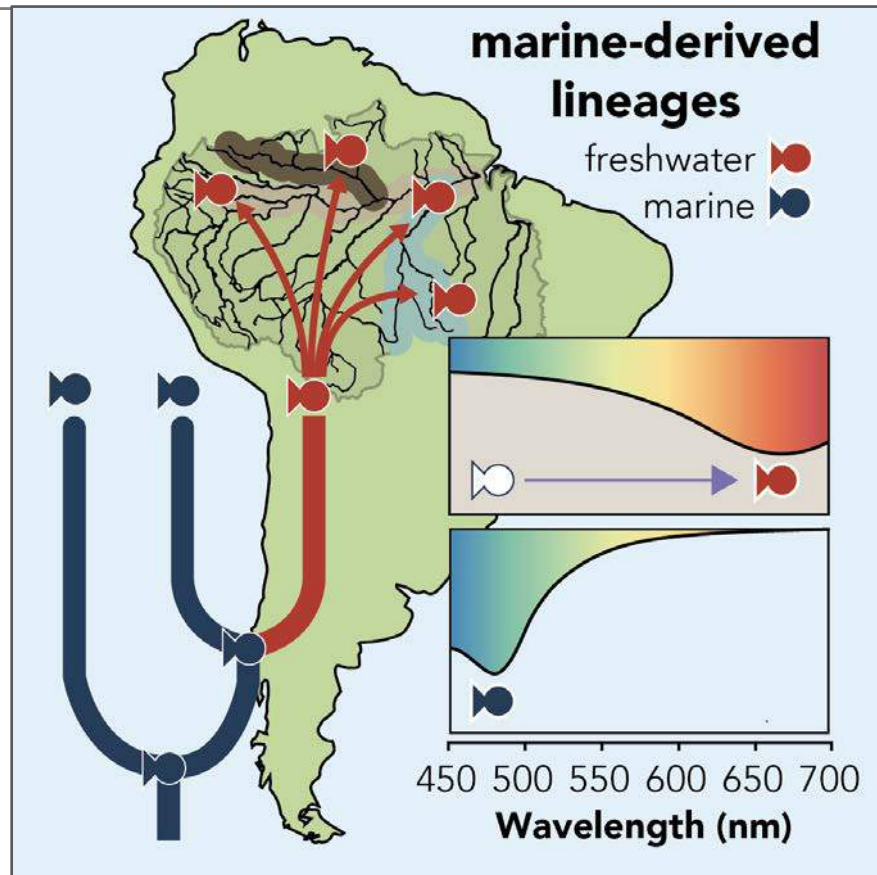 marine-derived
lineages
freshwater
marine
450 500 550 600 650 700
Wavelength (nm)